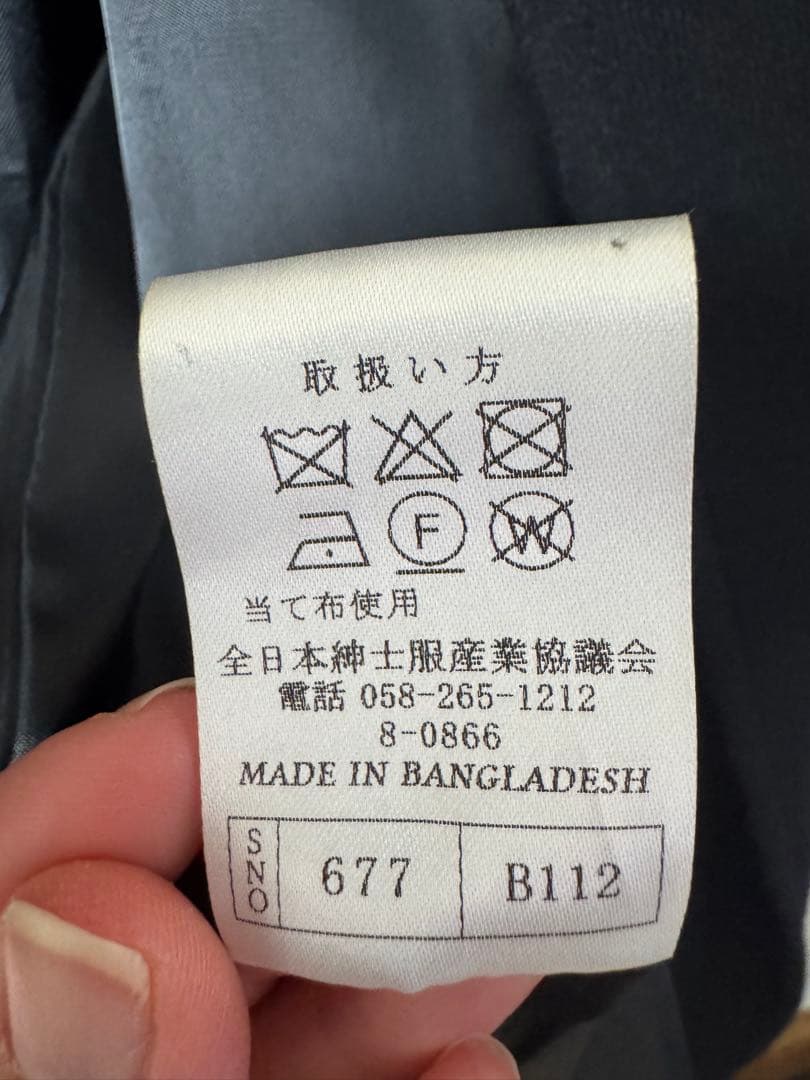 取扱い方
F W
当て布使用
全日本紳士服産業協議会
電話 058-265-1212
8-0866
MADE IN BANGLADESH
SNO 677 B112